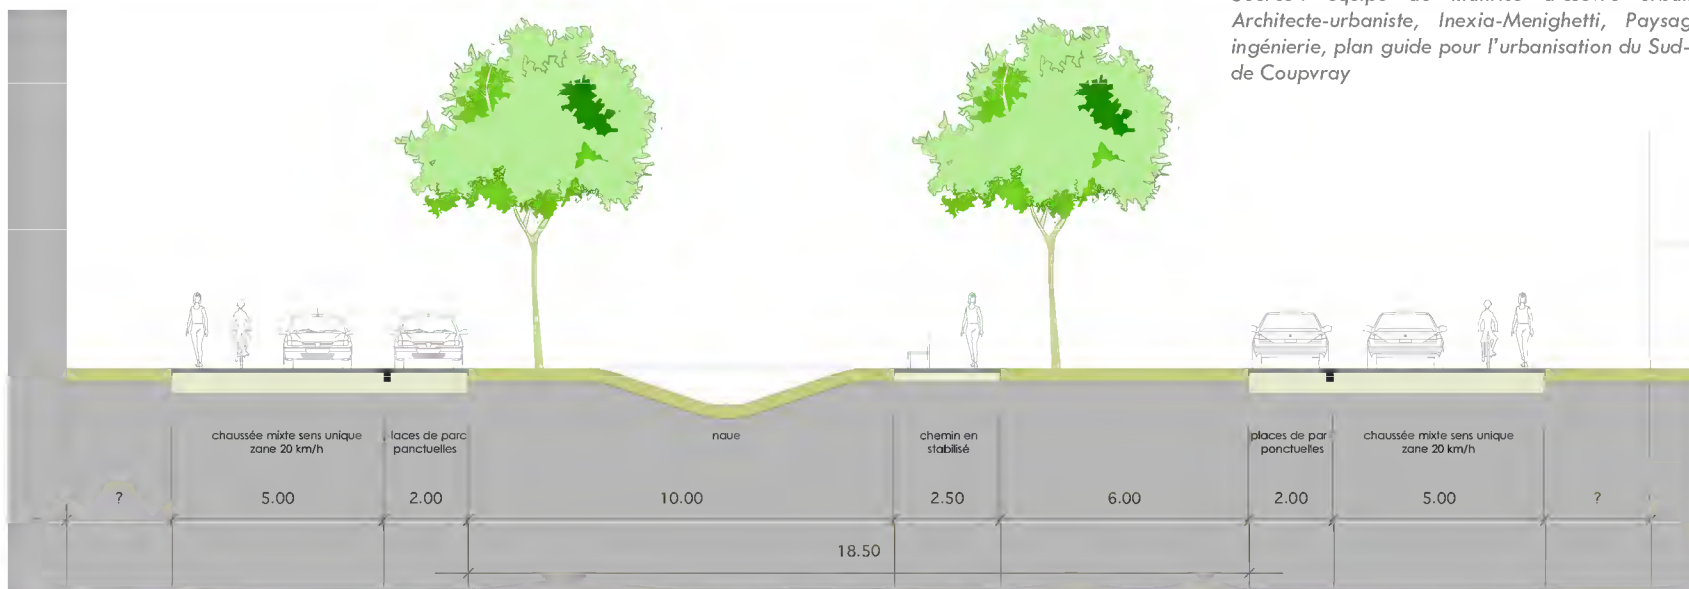 Architecte-urbaniste, Inexia-Menighetti, Paysag
ingénierie, plan guide pour l'urbanisation du Sud-
de Coupvray
chaussée mixte sens unique
zane 20 km/h
laces de parc
panctuelles
naue
chemin en
stabilisé
places de par
ponctuelles
chaussée mixte sens unique
zane 20 km/h
? 5.00 2.00 10.00 2.50 6.00 2.00 5.00 ?
18.50